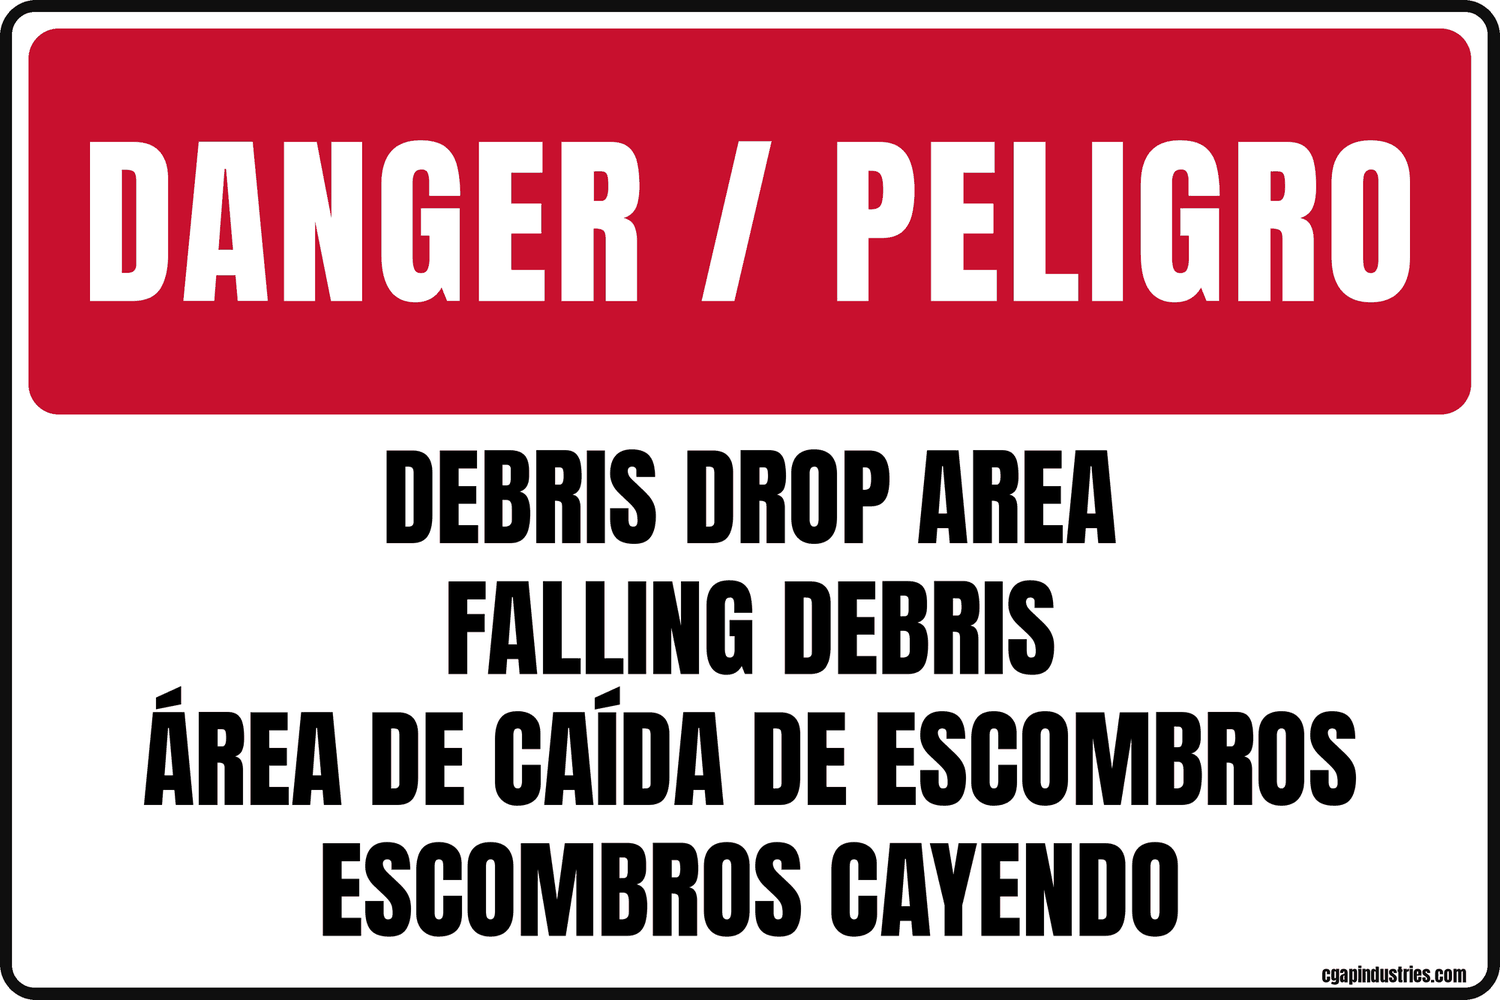 DANGER / PELIGRO
DEBRIS DROP AREA
FALLING DEBRIS
ÁREA DE CAÍDA DE ESCOMBROS
ESCOMBROS CAYENDO
cgapindustries.com